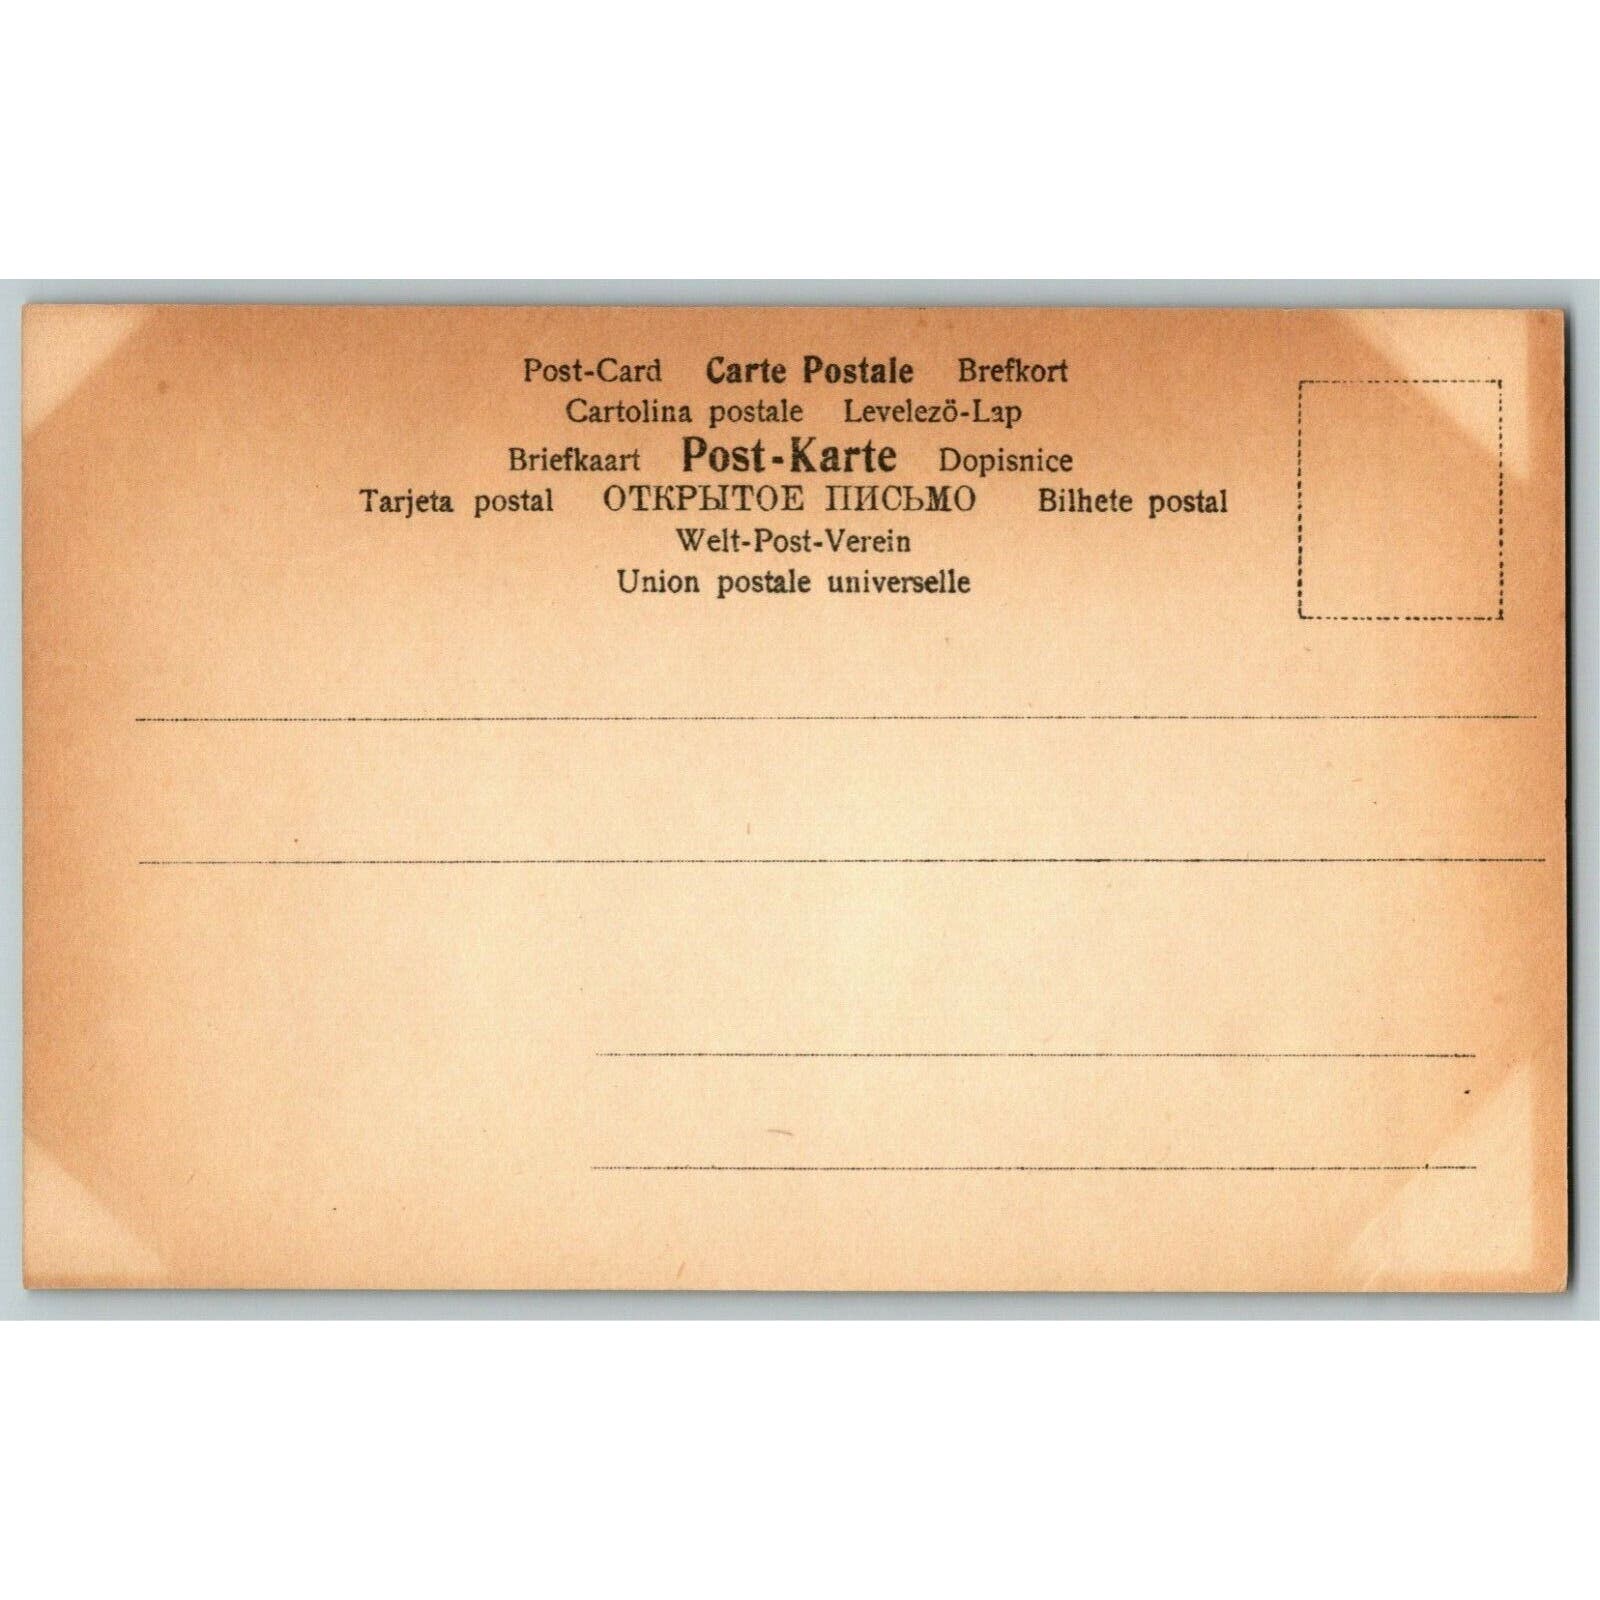 Post-Card Carte Postale Brefkort
Cartolina postale Levelezö-Lap
Briefkaart Post-Karte Dopisnice
Tarjeta postal ОТКРЫТОЕ ПИСЬМО Bilhete postal
Welt-Post-Verein
Union postale universelle